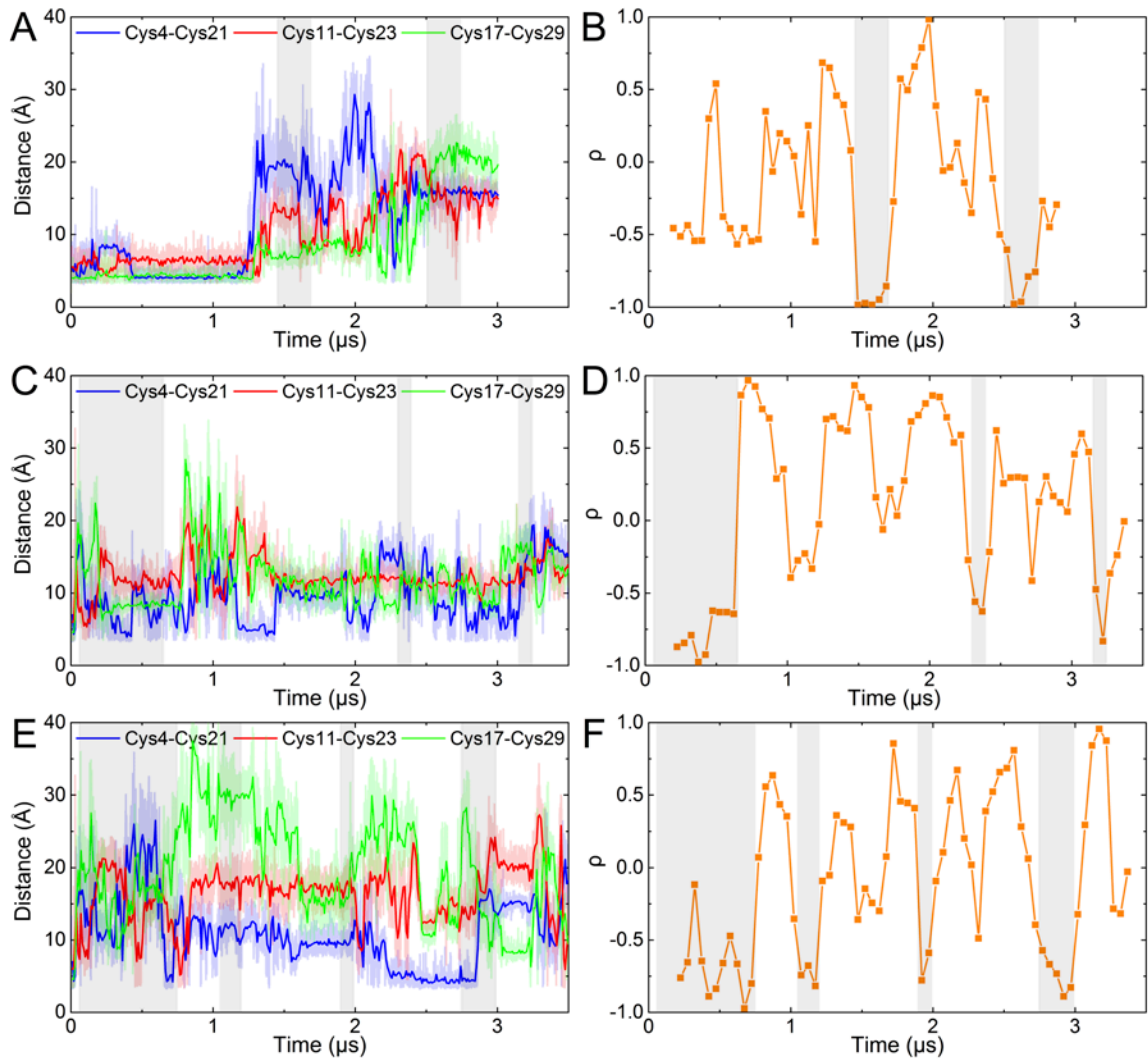 A
Cys4-Cys21 Cys11-Cys23 Cys17-Cys29
40
30
20
10
0
Distance (Å)
0 1 2 3
Time (µs)
B
1.0
0.5
0.0
-0.5
-1.0
ρ
0 1 2 3
Time (µs)
C
Cys4-Cys21 Cys11-Cys23 Cys17-Cys29
40
30
20
10
0
Distance (Å)
0 1 2 3
Time (µs)
D
1.0
0.5
0.0
-0.5
-1.0
ρ
0 1 2 3
Time (µs)
E
Cys4-Cys21 Cys11-Cys23 Cys17-Cys29
40
30
20
10
0
Distance (Å)
0 1 2 3
Time (µs)
F
1.0
0.5
0.0
-0.5
-1.0
ρ
0 1 2 3
Time (µs)